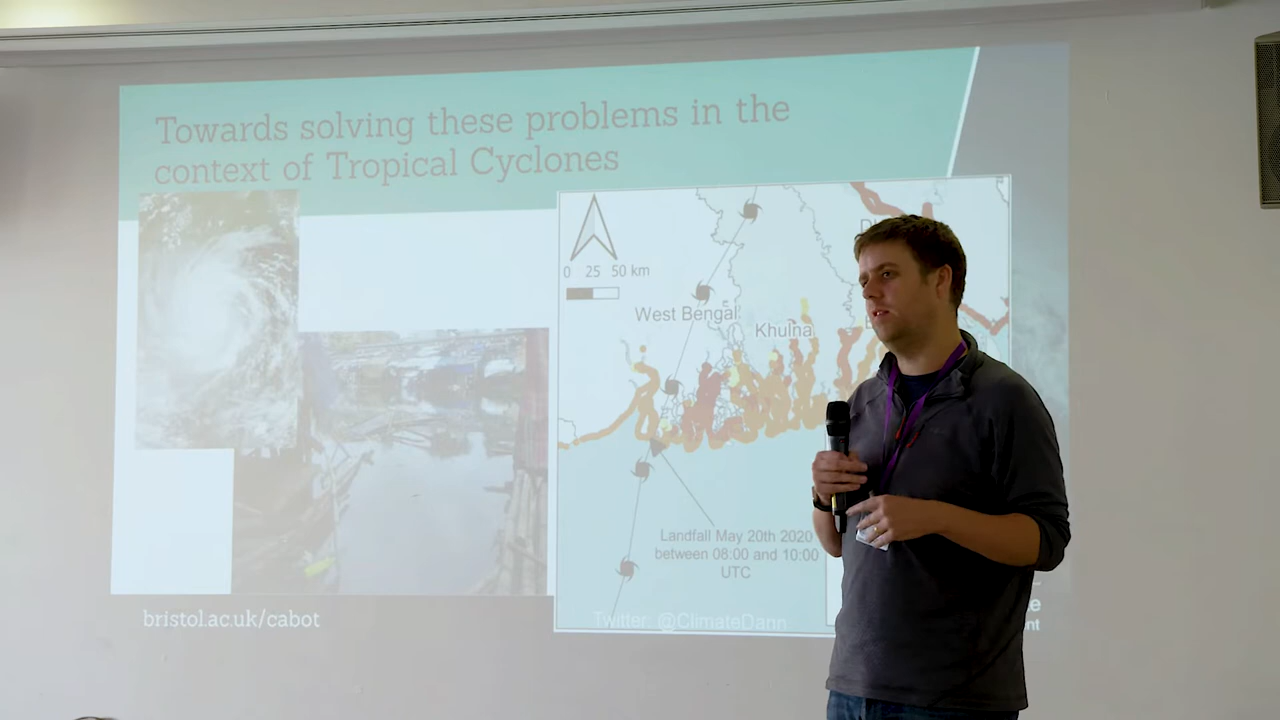 Towards solving these problems in the
context of Tropical Cyclones
0 25 50 km
West Bengal
Khulna
Landfall May 20th 2020
between 08:00 and 10:00
UTC
Twitter: @ClimateDann
bristol.ac.uk/cabot